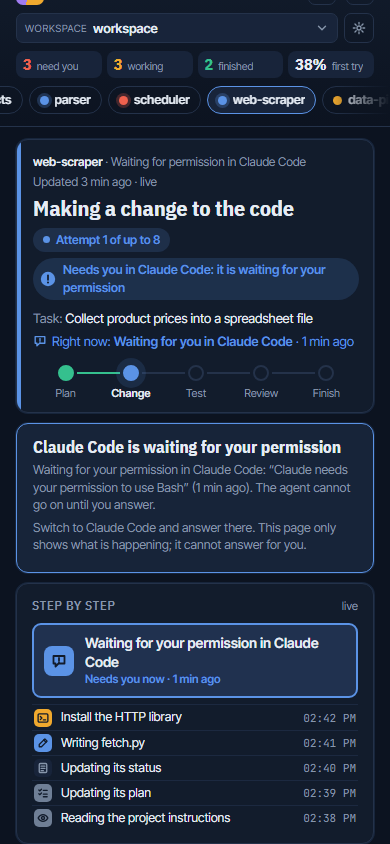 WORKSPACE workspace
3 need you
3 working
2 finished
38% first try
cts
parser
scheduler
web-scraper
data-p
web-scraper · Waiting for permission in Claude Code
Updated 3 min ago · live
Making a change to the code
Attempt 1 of up to 8
Needs you in Claude Code: it is waiting for your
permission
Task: Collect product prices into a spreadsheet file
Right now: Waiting for you in Claude Code · 1 min ago
Plan
Change
Test
Review
Finish
Claude Code is waiting for your permission
Waiting for your permission in Claude Code: “Claude needs
your permission to use Bash” (1 min ago). The agent cannot
go on until you answer.
Switch to Claude Code and answer there. This page only
shows what is happening; it cannot answer for you.
STEP BY STEP
live
Waiting for your permission in Claude
Code
Needs you now · 1 min ago
Install the HTTP library 02:42 PM
Writing fetch.py 02:41 PM
Updating its status 02:40 PM
Updating its plan 02:39 PM
Reading the project instructions 02:38 PM